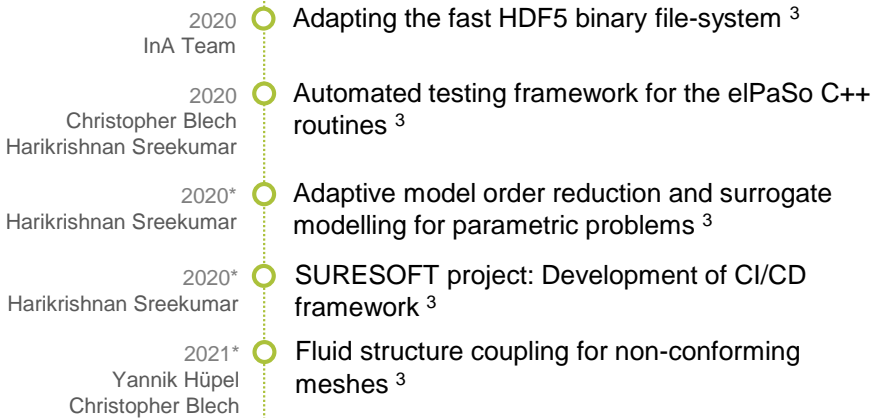 2020
InA Team
Adapting the fast HDF5 binary file-system 3
2020
Christopher Blech
Harikrishnan Sreekumar
Automated testing framework for the elPaSo C++
routines 3
2020*
Harikrishnan Sreekumar
Adaptive model order reduction and surrogate
modelling for parametric problems 3
2020*
Harikrishnan Sreekumar
SURESOFT project: Development of CI/CD
framework 3
2021*
Yannik Hüpel
Christopher Blech
Fluid structure coupling for non-conforming
meshes 3